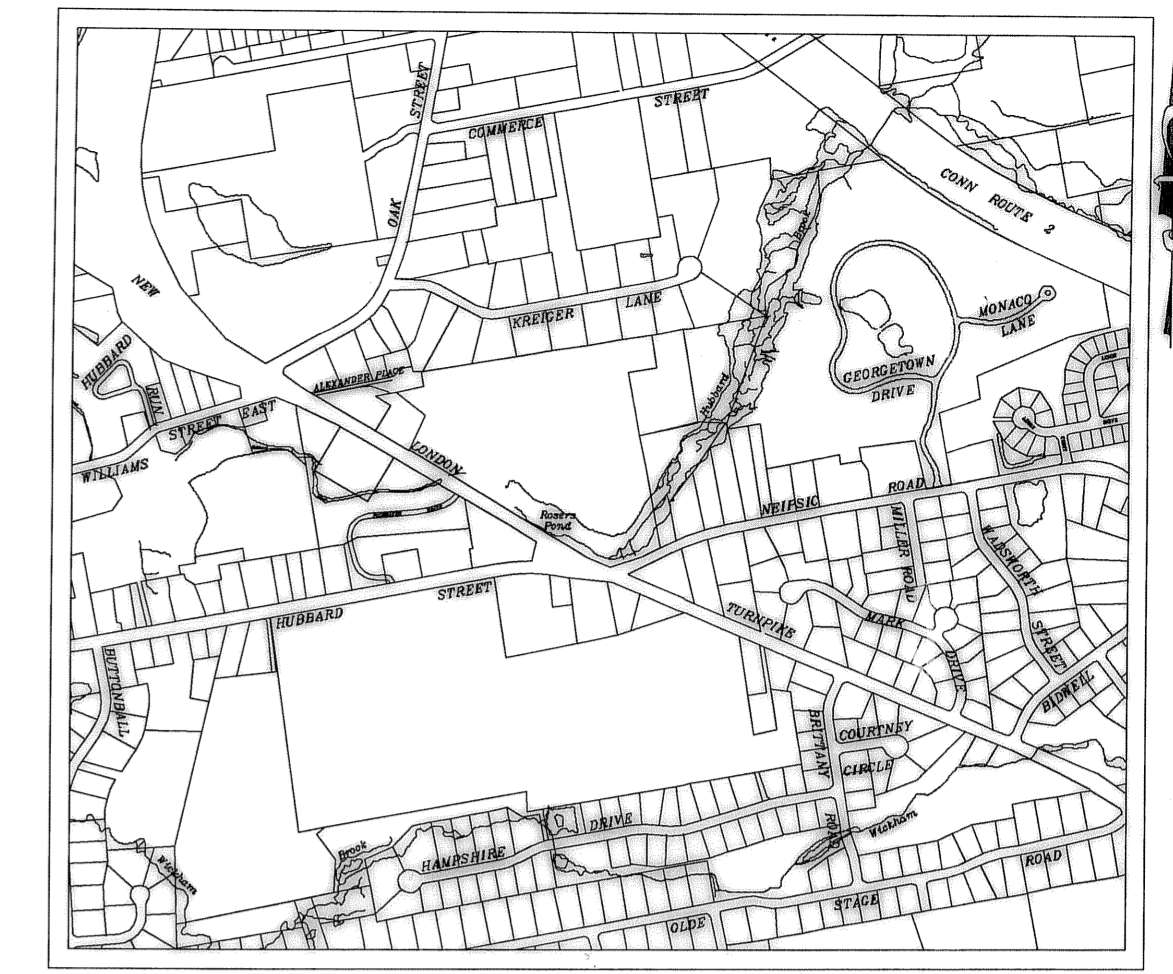 STREET
COMMERCE
STREET
OAK
CONN ROUTE 2
Brook
NEW
KREIGER
LANE
MONACO
LANE
HUBBARD
RUN
ALEXANDER PLACE
GEORGETOWN
DRIVE
Hubbard
STREET EAST
WILLIAMS
LONDON
Rosers
Pond
NEIPSIC
ROAD
MILLER ROAD
WADSWORTH
STREET
HUBBARD
STREET
TURNPIKE
MARK
DRIVE
BIDWELL
BUTTONBALL
BRITTANY
COURTNEY
CIRCLE
ROAD
Wickham
DRIVE
HAMPSHIRE
Brook
Wickham
ROAD
STAGE
OLDE